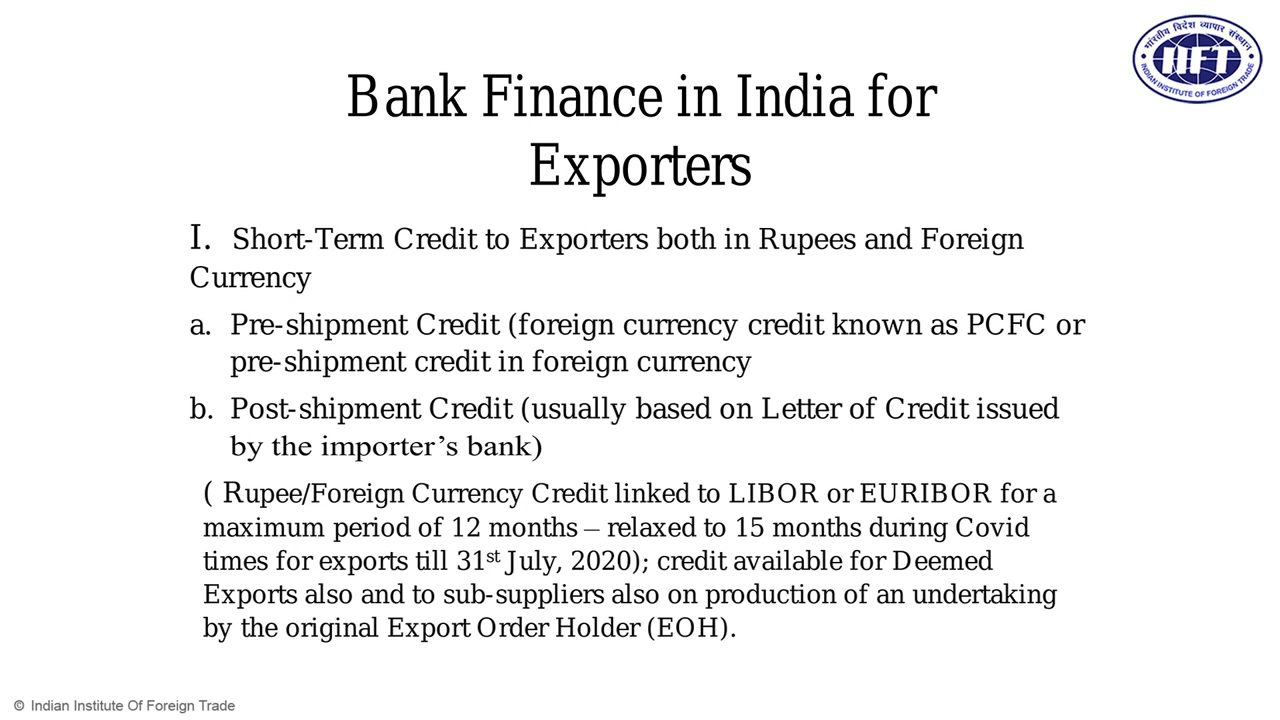 भारतीय विदेश व्यापार संस्थान
IIFT
INDIAN INSTITUTE OF FOREIGN TRADE
Bank Finance in India for
Exporters
I. Short-Term Credit to Exporters both in Rupees and Foreign
Currency
a. Pre-shipment Credit (foreign currency credit known as PCFC or
pre-shipment credit in foreign currency
b. Post-shipment Credit (usually based on Letter of Credit issued
by the importer’s bank)
( Rupee/Foreign Currency Credit linked to LIBOR or EURIBOR for a
maximum period of 12 months – relaxed to 15 months during Covid
times for exports till 31st July, 2020); credit available for Deemed
Exports also and to sub-suppliers also on production of an undertaking
by the original Export Order Holder (EOH).
© Indian Institute Of Foreign Trade